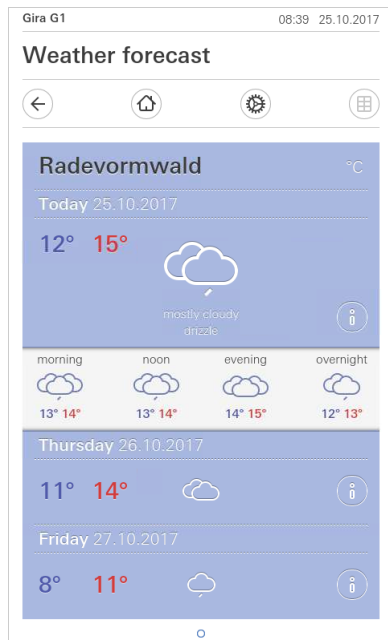 Gira G1 08:39 25.10.2017
Weather forecast
Radevormwald °C
Today 25.10.2017
12° 15°
mostly cloudy
drizzle
morning noon evening overnight
13° 14° 13° 14° 14° 15° 12° 13°
Thursday 26.10.2017
11° 14°
Friday 27.10.2017
8° 11°